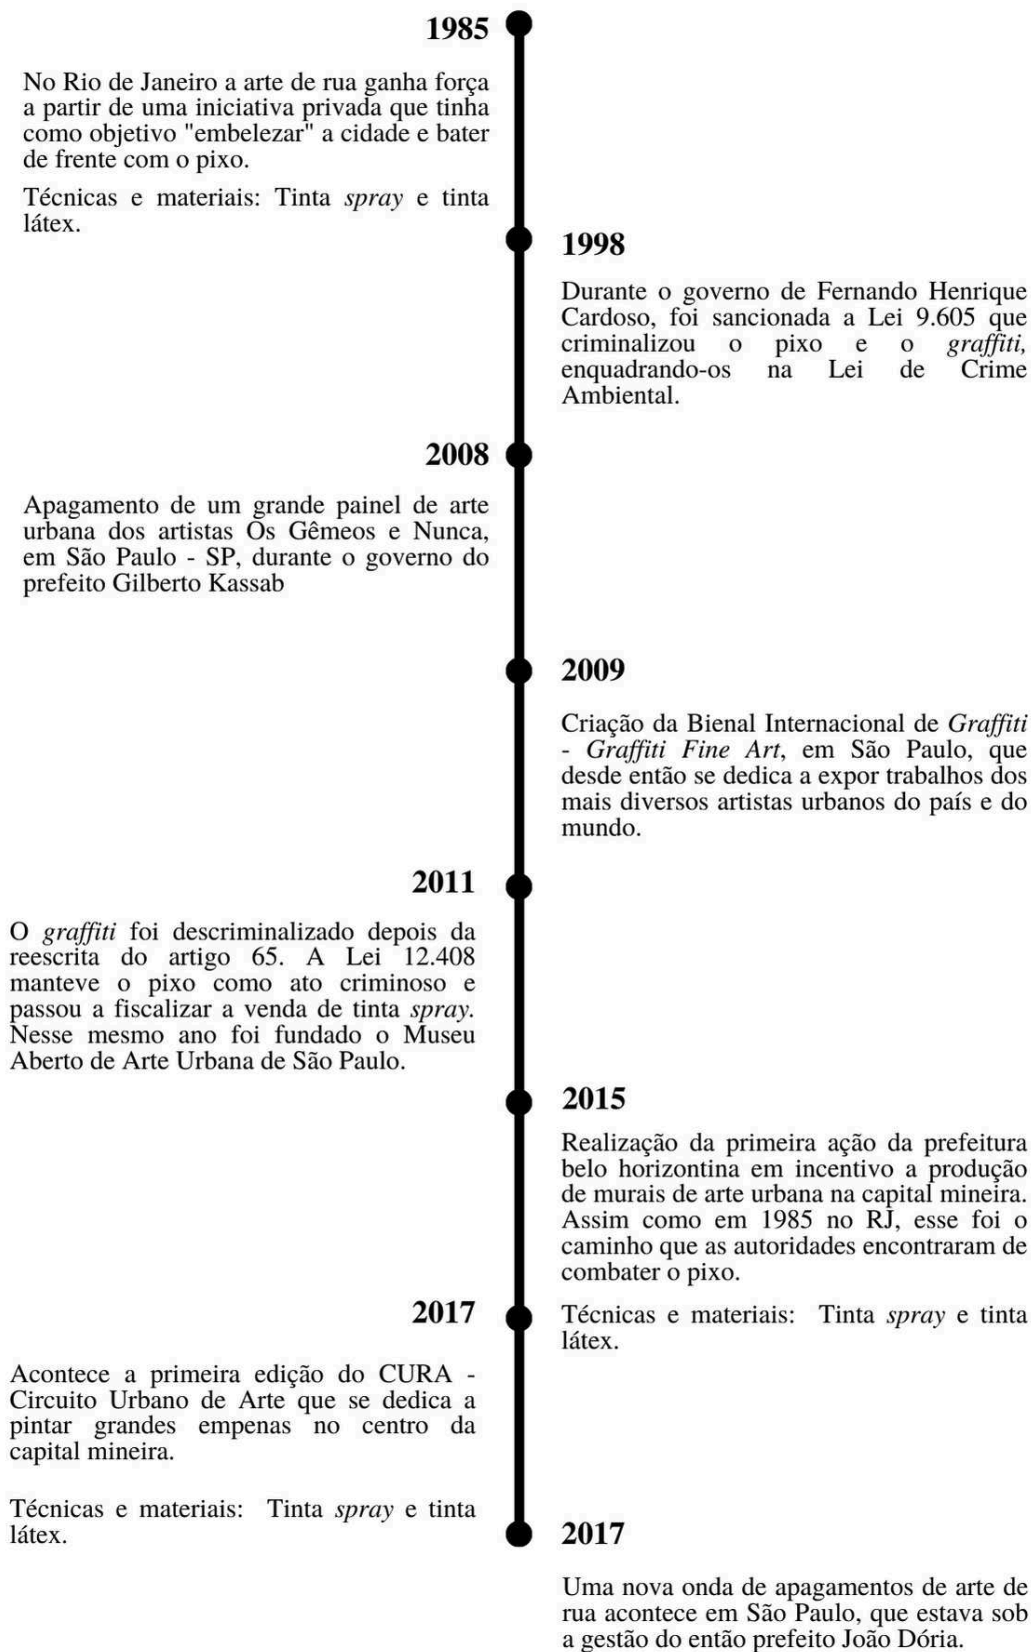 1985
No Rio de Janeiro a arte de rua ganha força
a partir de uma iniciativa privada que tinha
como objetivo "embelezar" a cidade e bater
de frente com o pixo.
Técnicas e materiais: Tinta spray e tinta
látex.
1998
Durante o governo de Fernando Henrique
Cardoso, foi sancionada a Lei 9.605 que
criminalizou o pixo e o graffiti,
enquadrando-os na Lei de Crime
Ambiental.
2008
Apagamento de um grande painel de arte
urbana dos artistas Os Gêmeos e Nunca,
em São Paulo - SP, durante o governo do
prefeito Gilberto Kassab
2009
Criação da Bienal Internacional de Graffiti
- Graffiti Fine Art, em São Paulo, que
desde então se dedica a expor trabalhos dos
mais diversos artistas urbanos do país e do
mundo.
2011
O graffiti foi descriminalizado depois da
reescrita do artigo 65. A Lei 12.408
manteve o pixo como ato criminoso e
passou a fiscalizar a venda de tinta spray.
Nesse mesmo ano foi fundado o Museu
Aberto de Arte Urbana de São Paulo.
2015
Realização da primeira ação da prefeitura
belo horizontina em incentivo a produção
de murais de arte urbana na capital mineira.
Assim como em 1985 no RJ, esse foi o
caminho que as autoridades encontraram de
combater o pixo.
Técnicas e materiais: Tinta spray e tinta
látex.
2017
Acontece a primeira edição do CURA -
Circuito Urbano de Arte que se dedica a
pintar grandes empenas no centro da
capital mineira.
Técnicas e materiais: Tinta spray e tinta
látex.
2017
Uma nova onda de apagamentos de arte de
rua acontece em São Paulo, que estava sob
a gestão do então prefeito João Dória.